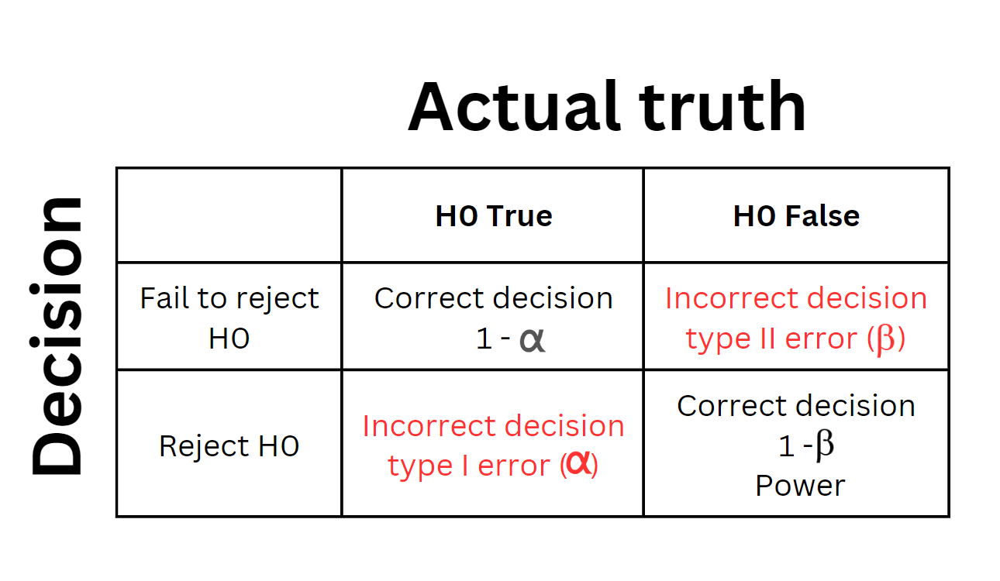 Actual truth
Decision
H0 True
H0 False
Fail to reject
H0
Correct decision
1 - α
Incorrect decision
type II error (β)
Reject H0
Incorrect decision
type I error (α)
Correct decision
1 -β
Power